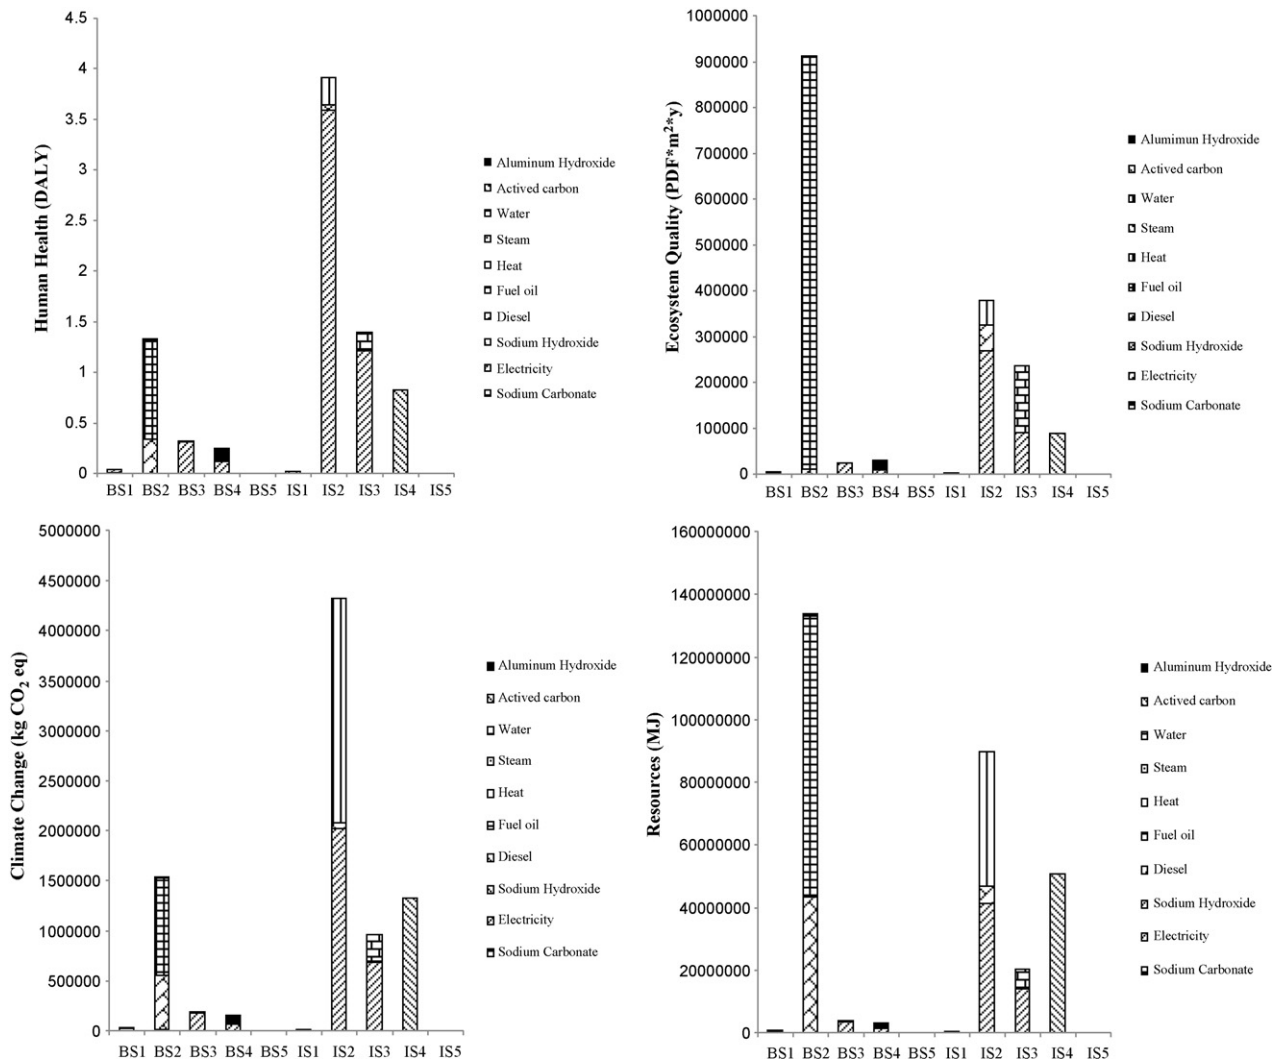 Human Health (DALY)
4.5
4
3.5
3
2.5
2
1.5
1
0.5
0
BS1 BS2 BS3 BS4 BS5 IS1 IS2 IS3 IS4 IS5
Aluminum Hydroxide
Actived carbon
Water
Steam
Heat
Fuel oil
Diesel
Sodium Hydroxide
Electricity
Sodium Carbonate
Ecosystem Quality (PDF*m²*y)
1000000
900000
800000
700000
600000
500000
400000
300000
200000
100000
0
BS1 BS2 BS3 BS4 BS5 IS1 IS2 IS3 IS4 IS5
Alumimun Hydroxide
Actived carbon
Water
Steam
Heat
Fuel oil
Diesel
Sodium Hydroxide
Electricity
Sodium Carbonate
Climate Change (kg CO₂ eq)
5000000
4500000
4000000
3500000
3000000
2500000
2000000
1500000
1000000
500000
0
BS1 BS2 BS3 BS4 BS5 IS1 IS2 IS3 IS4 IS5
Aluminum Hydroxide
Actived carbon
Water
Steam
Heat
Fuel oil
Diesel
Sodium Hydroxide
Electricity
Sodium Carbonate
Resources (MJ)
160000000
140000000
120000000
100000000
80000000
60000000
40000000
20000000
0
BS1 BS2 BS3 BS4 BS5 IS1 IS2 IS3 IS4 IS5
Aluminum Hydroxide
Actived carbon
Water
Steam
Heat
Fuel oil
Diesel
Sodium Hydroxide
Electricity
Sodium Carbonate